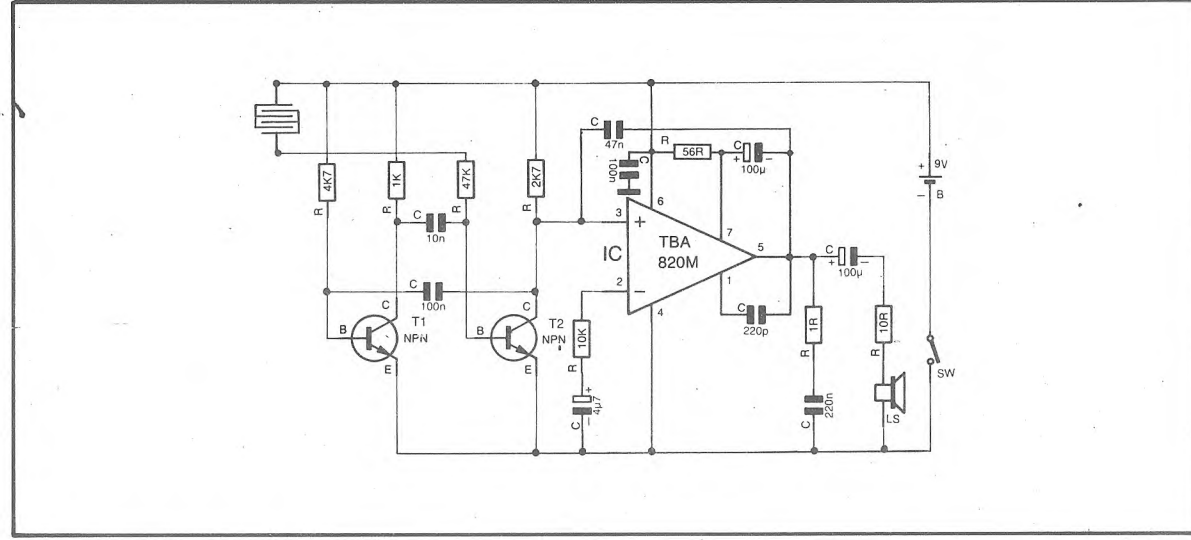 C
47n
R
56R
C
+ −
100µ
C
100n
+ 9V
− B
4K7
R
1K
R
47K
R
2K7
R
C
10n
3
+
6
7
IC
TBA
820M
5
C
+ −
100µ
2
−
4
1
C
220p
C
100n
C
T1
NPN
B
E
C
T2
NPN
B
E
10K
R
+
4µ7
−
C
1R
R
220n
C
10R
R
LS
SW